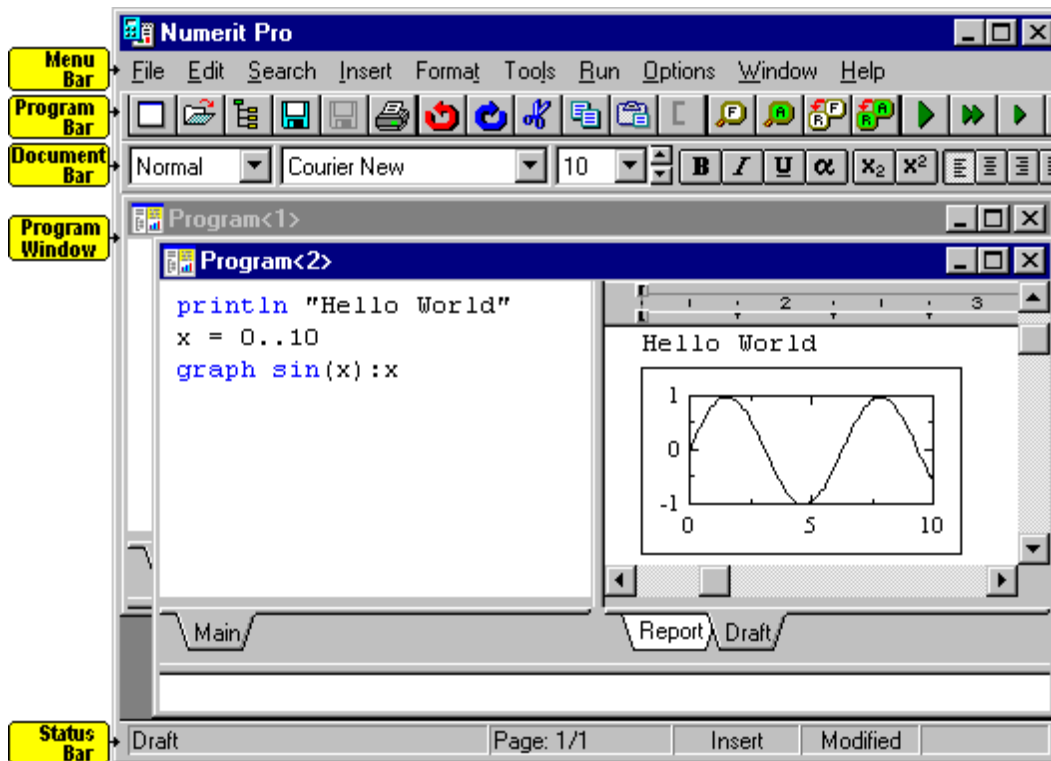 Numerit Pro
Menu Bar
File Edit Search Insert Format Tools Run Options Window Help
Program Bar
F A F R A R
Document Bar
Normal Courier New 10 B I U α x₂ x²
Program Window
Program<1>
Program<2>
println "Hello World"
x = 0..10
graph sin(x):x
2 3
Hello World
1
0
-1
0 5 10
Main
Report Draft
Status Bar
Draft Page: 1/1 Insert Modified